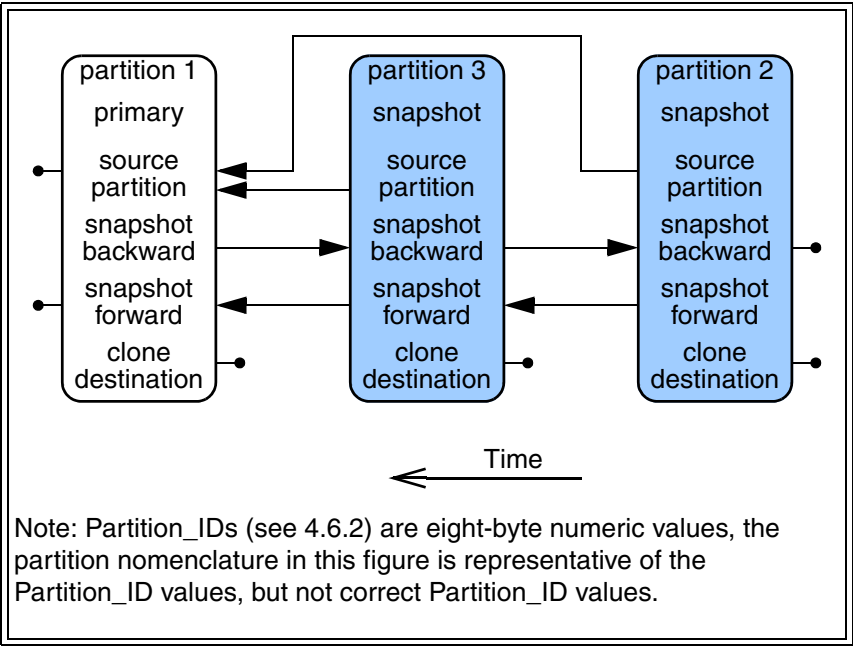 partition 1
primary
source
partition
snapshot
backward
snapshot
forward
clone
destination
partition 3
snapshot
source
partition
snapshot
backward
snapshot
forward
clone
destination
partition 2
snapshot
source
partition
snapshot
backward
snapshot
forward
clone
destination
Time
Note: Partition_IDs (see 4.6.2) are eight-byte numeric values, the
partition nomenclature in this figure is representative of the
Partition_ID values, but not correct Partition_ID values.